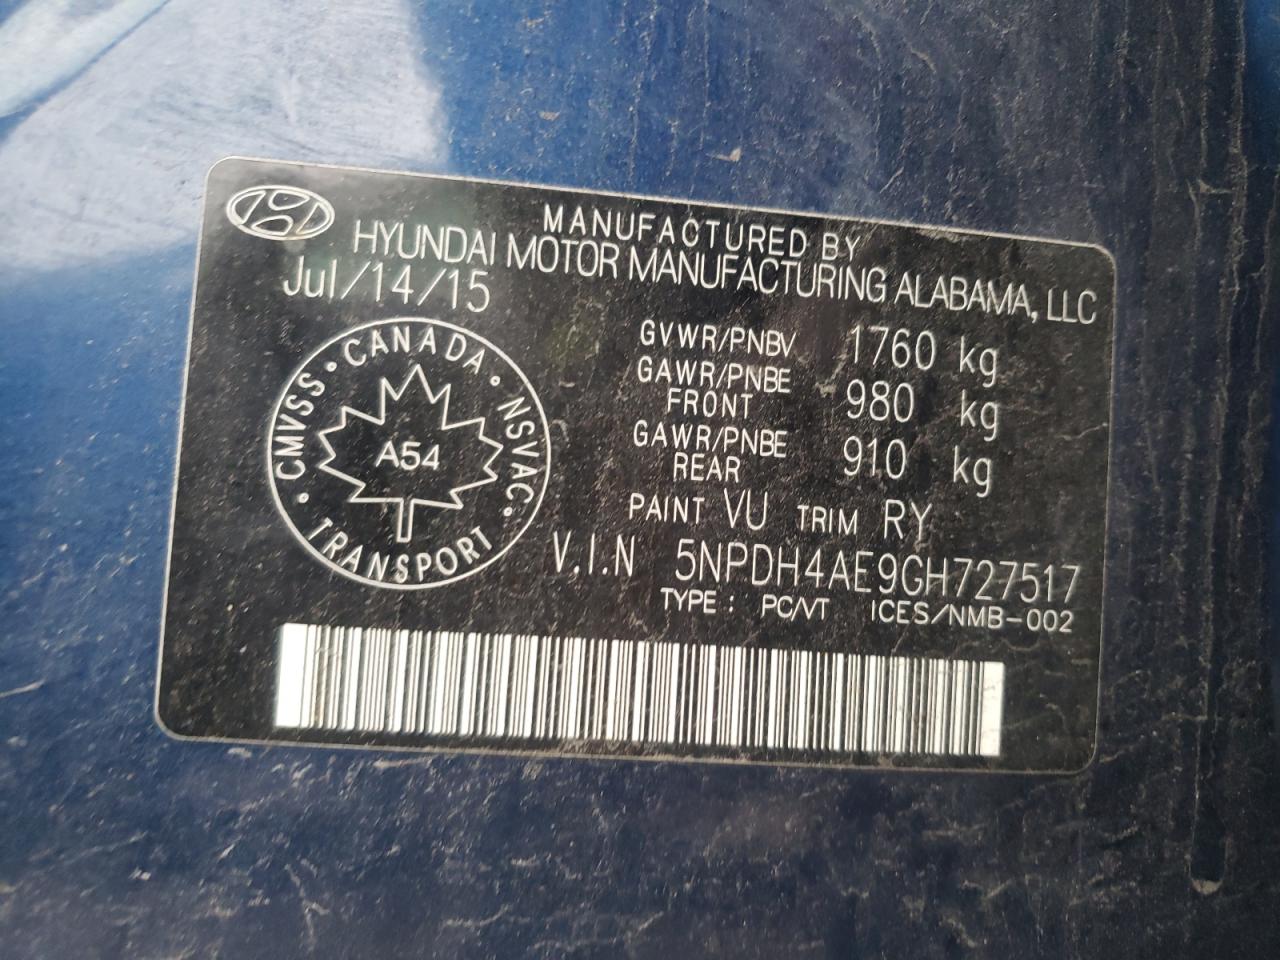 MANUFACTURED BY
HYUNDAI MOTOR MANUFACTURING ALABAMA, LLC
Jul/14/15
GVWR/PNBV 1760 kg
GAWR/PNBE FRONT 980 kg
GAWR/PNBE REAR 910 kg
PAINT VU TRIM RY
V.I.N 5NPDH4AE9GH727517
TYPE: PC/VT ICES/NMB-002
· CMVSS · CANADA · NSVAC ·
A54
TRANSPORT